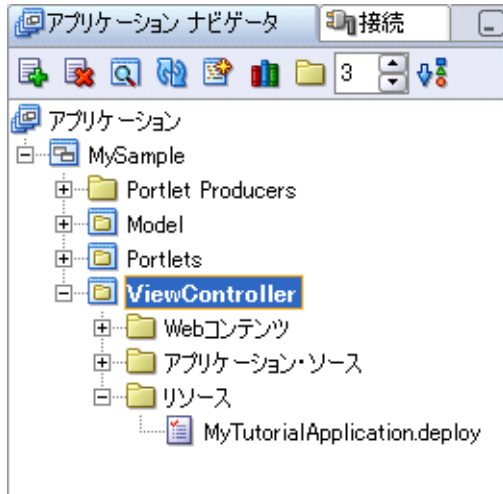 アプリケーション ナビゲータ 接続
3
アプリケーション
MySample
Portlet Producers
Model
Portlets
ViewController
Webコンテンツ
アプリケーション・ソース
リソース
MyTutorialApplication.deploy